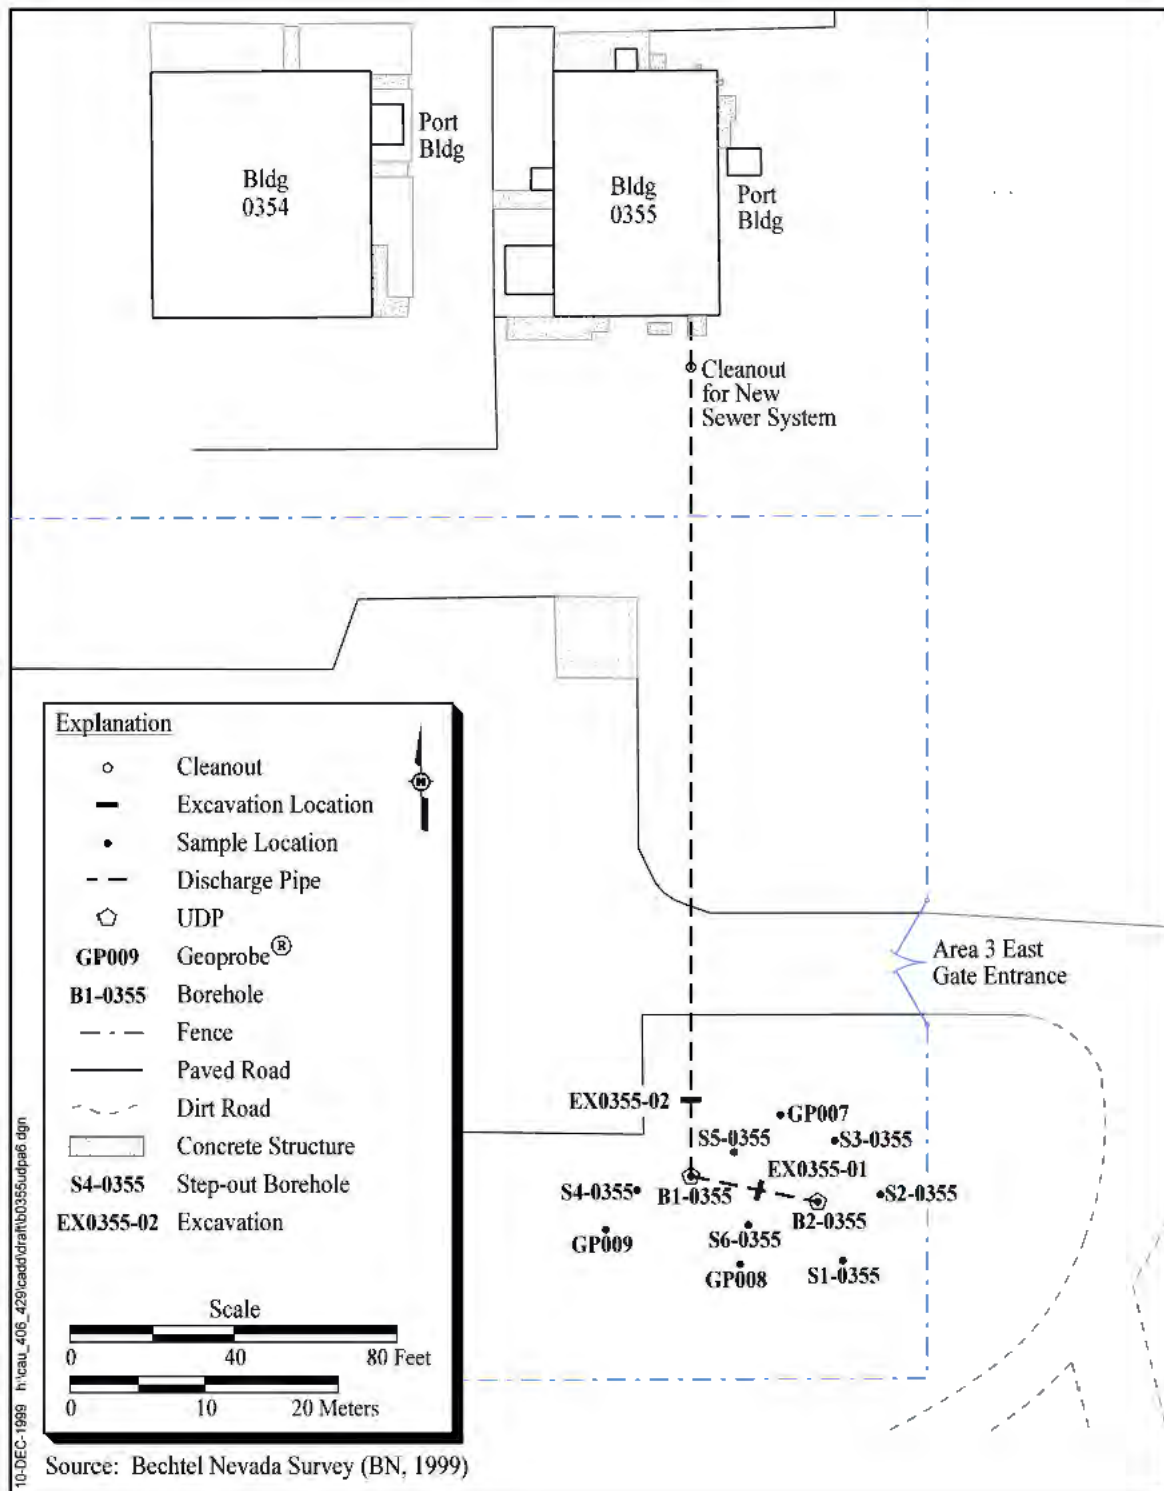 Port
Bldg
Bldg
0354
Bldg
0355
Port
Bldg
Cleanout
for New
Sewer System
Explanation
N
Cleanout
Excavation Location
Sample Location
Discharge Pipe
UDP
GP009 Geoprobe®
B1-0355 Borehole
Fence
Paved Road
Dirt Road
Concrete Structure
S4-0355 Step-out Borehole
EX0355-02 Excavation
Scale
0 40 80 Feet
0 10 20 Meters
Area 3 East
Gate Entrance
EX0355-02
GP007
S5-0355
S3-0355
EX0355-01
S4-0355
B1-0355
S2-0355
B2-0355
GP009
S6-0355
GP008
S1-0355
10-DEC-1999 h:\cau_406_429\cadd\draft\b0355udpa6.dgn
Source: Bechtel Nevada Survey (BN, 1999)